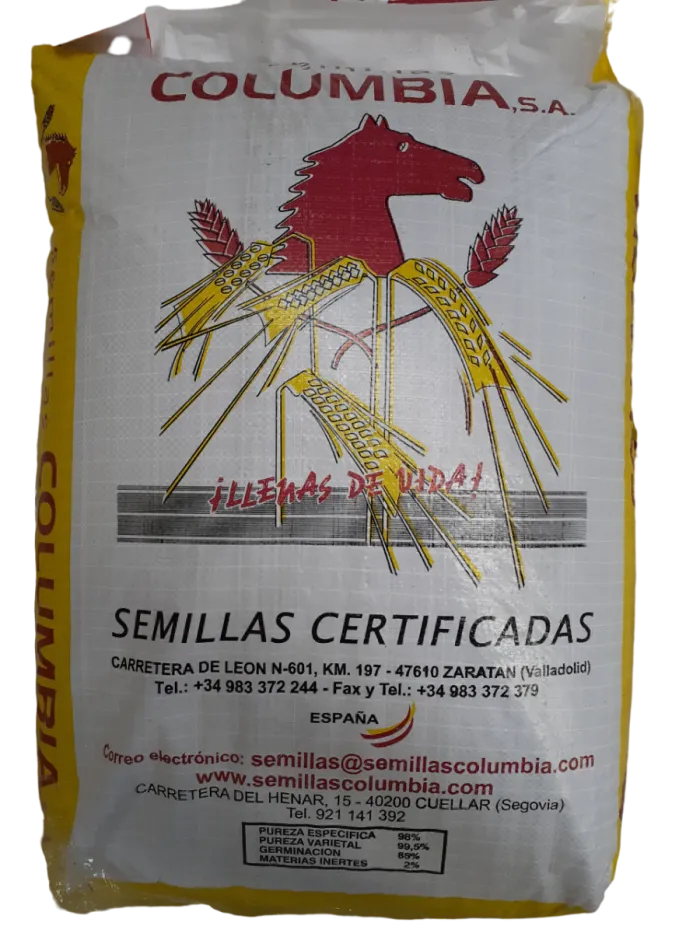 COLUMBIA, S.A.
¡LLENAS DE VIDA!
SEMILLAS CERTIFICADAS
CARRETERA DE LEON N-601, KM. 197 - 47610 ZARATAN (Valladolid)
Tel.: +34 983 372 244 - Fax y Tel.: +34 983 372 379
ESPAÑA
Correo electrónico: semillas@semillascolumbia.com
www.semillascolumbia.com
CARRETERA DEL HENAR, 15 - 40200 CUELLAR (Segovia)
Tel. 921 141 392
PUREZA ESPECIFICA 98%
PUREZA VARIETAL 99,5%
GERMINACION 85%
MATERIAS INERTES 2%
COLUMBIA